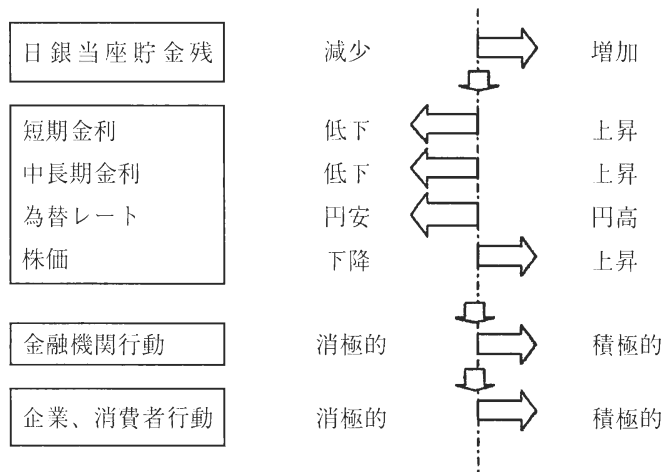 日銀当座貯金残 減少 増加
短期金利 低下 上昇
中長期金利 低下 上昇
為替レート 円安 円高
株価 下降 上昇
金融機関行動 消極的 積極的
企業、消費者行動 消極的 積極的